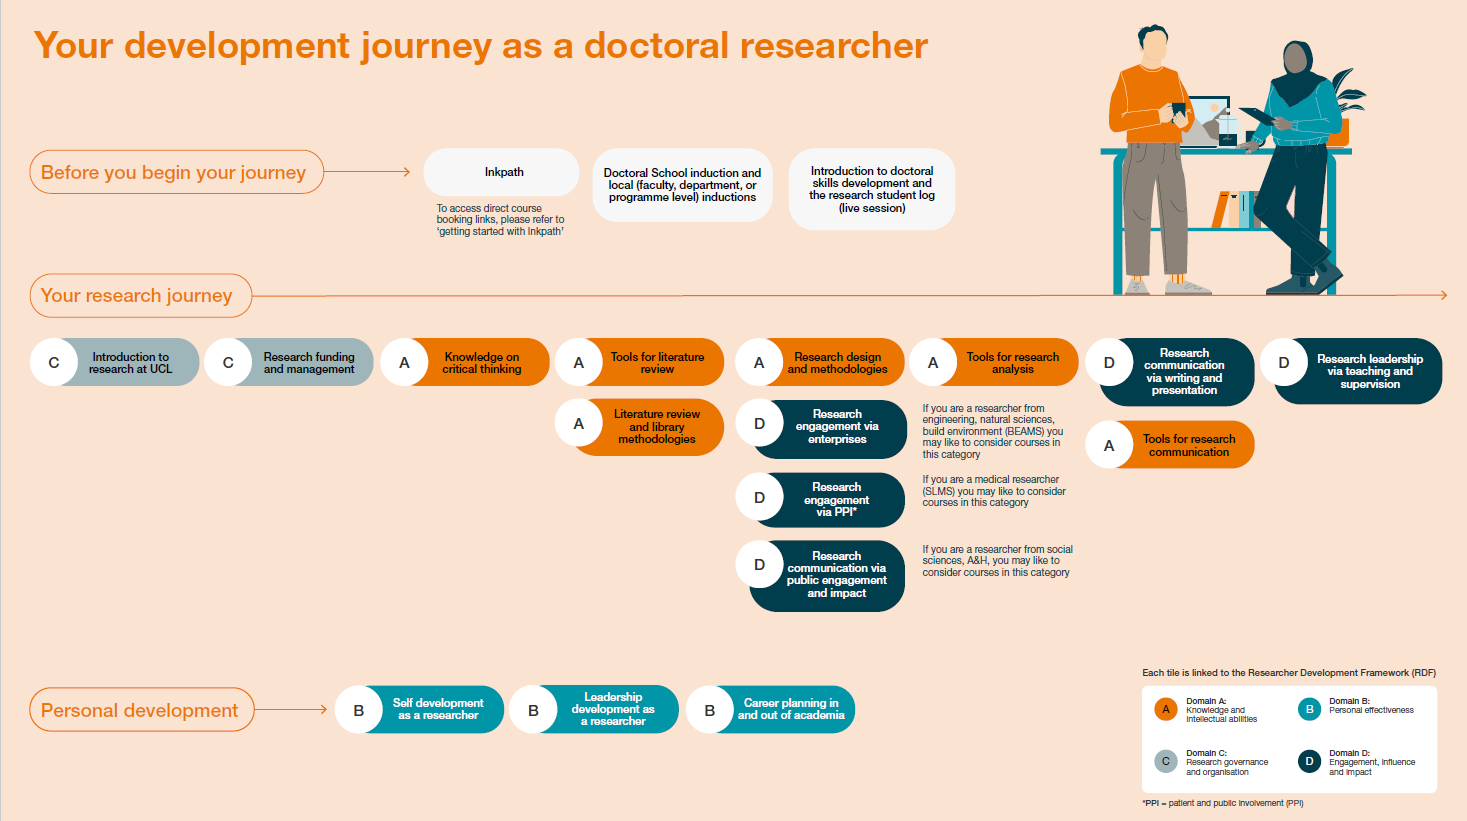 Your development journey as a doctoral researcher
Before you begin your journey
Inkpath
To access direct course
booking links, please refer to
‘getting started with Inkpath’
Doctoral School induction and
local (faculty, department, or
programme level) inductions
Introduction to doctoral
skills development and
the research student log
(live session)
Your research journey
C
Introduction to
research at UCL
C
Research funding
and management
A
Knowledge on
critical thinking
A
Tools for literature
review
A
Research design
and methodologies
A
Tools for research
analysis
D
Research
communication
via writing and
presentation
D
Research leadership
via teaching and
supervision
A
Literature review
and library
methodologies
D
Research
engagement via
enterprises
If you are a researcher from
engineering, natural sciences,
build environment (BEAMS) you
may like to consider courses in
this category
A
Tools for research
communication
D
Research
engagement
via PPI*
If you are a medical researcher
(SLMS) you may like to consider
courses in this category
D
Research
communication via
public engagement
and impact
If you are a researcher from social
sciences, A&H, you may like to
consider courses in this category
Personal development
B
Self development
as a researcher
B
Leadership
development as
a researcher
B
Career planning in
and out of academia
Each tile is linked to the Researcher Development Framework (RDF)
A
Domain A:
Knowledge and
intellectual abilities
B
Domain B:
Personal effectiveness
C
Domain C:
Research governance
and organisation
D
Domain D:
Engagement, influence
and impact
*PPI = patient and public involvement (PPI)